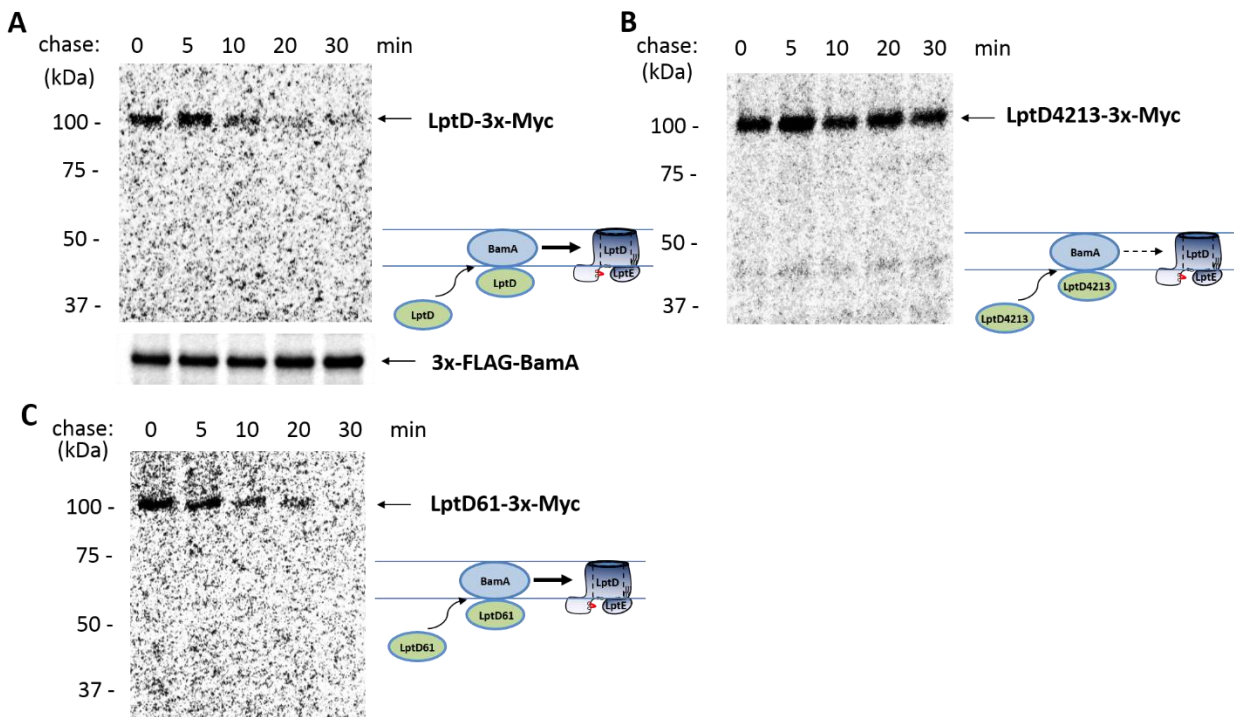 A
chase: 0 5 10 20 30 min
(kDa)
100 -
75 -
50 -
37 -
LptD-3x-Myc
BamA
LptD
LptD
LptE
LptD
3x-FLAG-BamA
B
chase: 0 5 10 20 30 min
(kDa)
100 -
75 -
50 -
37 -
LptD4213-3x-Myc
BamA
LptD
LptD4213
LptE
LptD4213
C
chase: 0 5 10 20 30 min
(kDa)
100 -
75 -
50 -
37 -
LptD61-3x-Myc
BamA
LptD
LptD61
LptE
LptD61